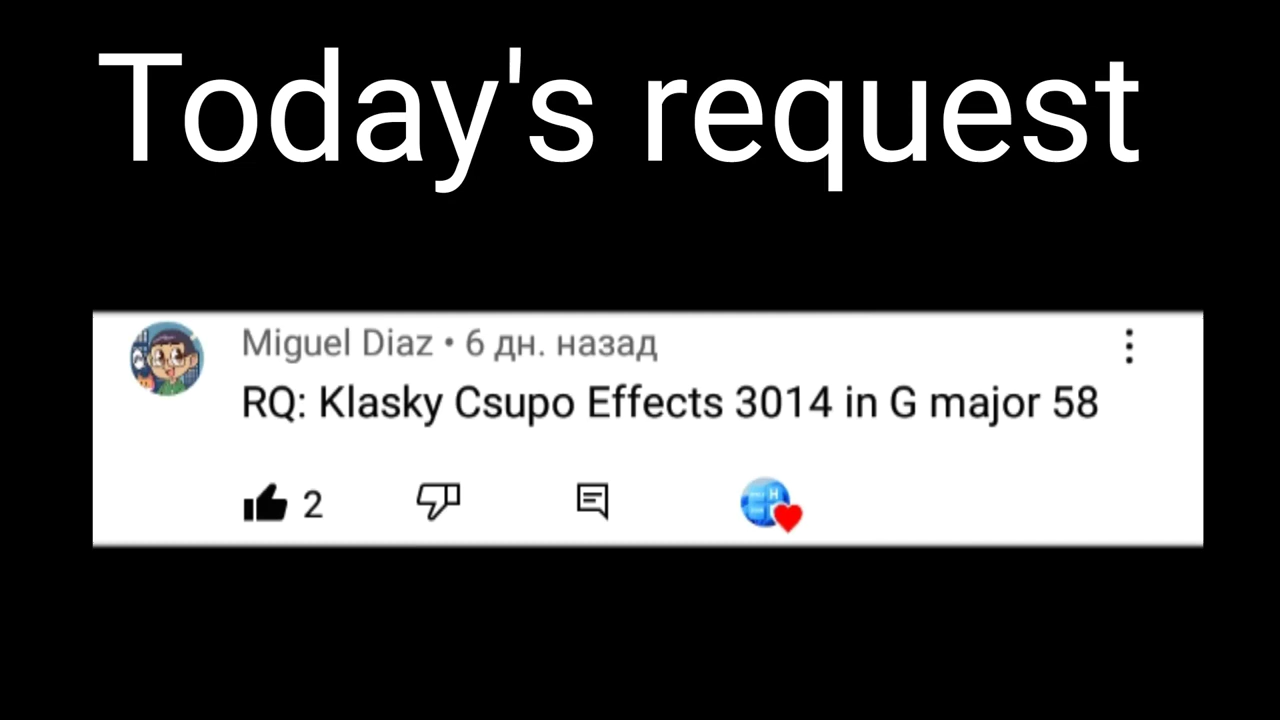 Today's request
Miguel Diaz • 6 дн. назад
RQ: Klasky Csupo Effects 3014 in G major 58
2
H